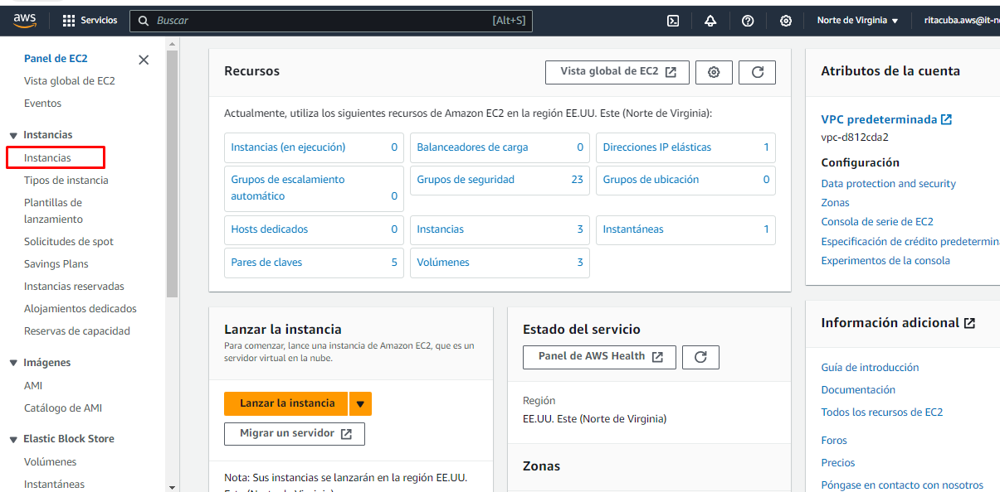 aws
Servicios
Buscar
[Alt+S]
Norte de Virginia
ritacuba.aws@it-n
Panel de EC2
Vista global de EC2
Eventos
Instancias
Instancias
Tipos de instancia
Plantillas de
lanzamiento
Solicitudes de spot
Savings Plans
Instancias reservadas
Alojamientos dedicados
Reservas de capacidad
Imágenes
AMI
Catálogo de AMI
Elastic Block Store
Volúmenes
Instantáneas
Recursos
Vista global de EC2
Actualmente, utiliza los siguientes recursos de Amazon EC2 en la región EE.UU. Este (Norte de Virginia):
Instancias (en ejecución) 0
Balanceadores de carga 0
Direcciones IP elásticas 1
Grupos de escalamiento
automático 0
Grupos de seguridad 23
Grupos de ubicación 0
Hosts dedicados 0
Instancias 3
Instantáneas 1
Pares de claves 5
Volúmenes 3
Lanzar la instancia
Para comenzar, lance una instancia de Amazon EC2, que es un
servidor virtual en la nube.
Lanzar la instancia
Migrar un servidor
Nota: Sus instancias se lanzarán en la región EE.UU.
Este (Norte de Virginia)
Estado del servicio
Panel de AWS Health
Región
EE.UU. Este (Norte de Virginia)
Zonas
Atributos de la cuenta
VPC predeterminada
vpc-d812cda2
Configuración
Data protection and security
Zonas
Consola de serie de EC2
Especificación de crédito predetermin
Experimentos de la consola
Información adicional
Guía de introducción
Documentación
Todos los recursos de EC2
Foros
Precios
Póngase en contacto con nosotros